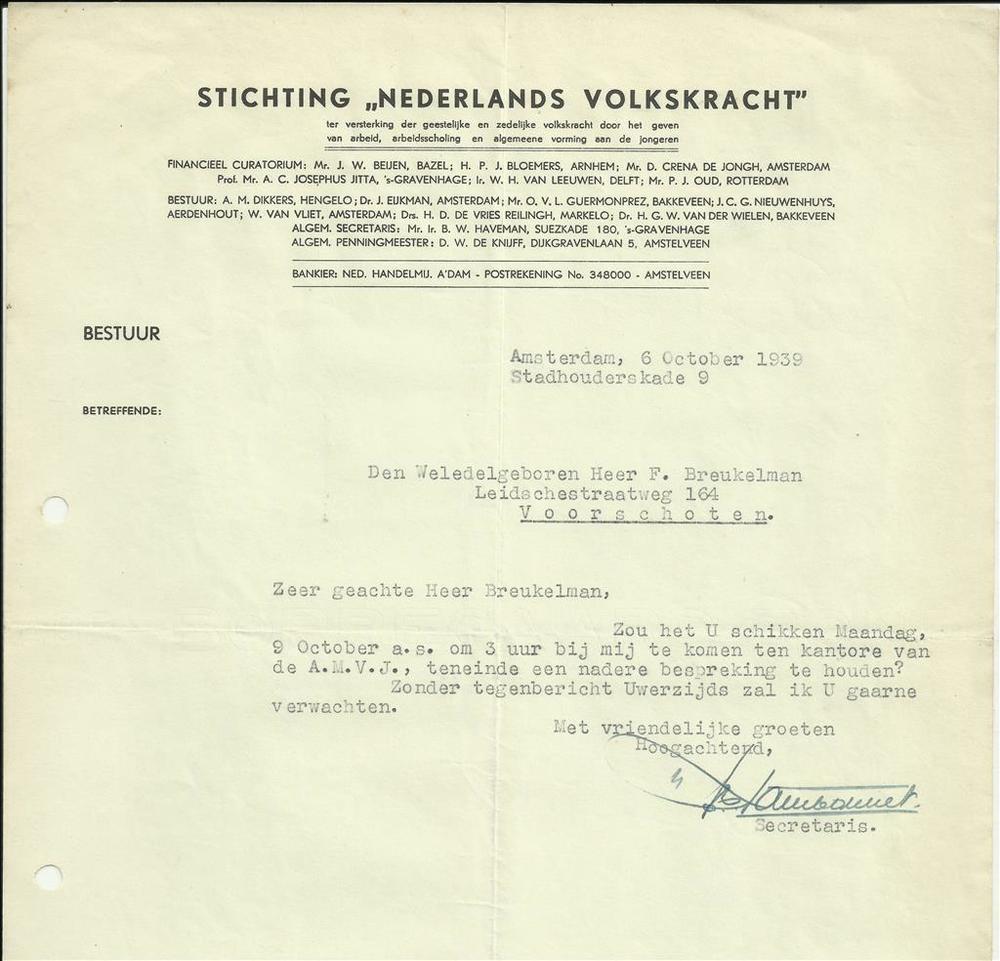 STICHTING „NEDERLANDS VOLKSKRACHT”
ter versterking der geestelijke en zedelijke volkskracht door het geven
van arbeid, arbeidsscholing en algemeene vorming aan de jongeren
FINANCIEEL CURATORIUM: Mr. J. W. BEIJEN, BAZEL; H. P. J. BLOEMERS, ARNHEM; Mr. D. CRENA DE JONGH, AMSTERDAM
Prof. Mr. A. C. JOSEPHUS JITTA, 's-GRAVENHAGE; Ir. W. H. VAN LEEUWEN, DELFT; Mr. P. J. OUD, ROTTERDAM
BESTUUR: A. M. DIKKERS, HENGELO; Dr. J. EIJKMAN, AMSTERDAM; Mr. O. V. L. GUERMONPREZ, BAKKEVEEN; J. C. G. NIEUWENHUYS,
AERDENHOUT; W. VAN VLIET, AMSTERDAM; Drs. H. D. DE VRIES REILINGH, MARKELO; Dr. H. G. W. VAN DER WIELEN, BAKKEVEEN
ALGEM. SECRETARIS: Mr. Ir. B. W. HAVEMAN, SUEZKADE 180, 's-GRAVENHAGE
ALGEM. PENNINGMEESTER: D. W. DE KNIJFF, DIJKGRAVENLAAN 5, AMSTELVEEN
BANKIER: NED. HANDELMIJ. A'DAM - POSTREKENING No. 348000 - AMSTELVEEN
BESTUUR
Amsterdam, 6 October 1939
Stadhouderskade 9
BETREFFENDE:
Den Weledelgeboren Heer F. Breukelman
Leidschestraatweg 164
Voorschoten.
Zeer geachte Heer Breukelman,
Zou het U schikken Maandag,
9 October a.s. om 3 uur bij mij te komen ten kantore van
de A.M.V.J., teneinde een nadere bespreking te houden?
Zonder tegenbericht Uwerzijds zal ik U gaarne
verwachten.
Met vriendelijke groeten
Hoogachtend,
Secretaris.